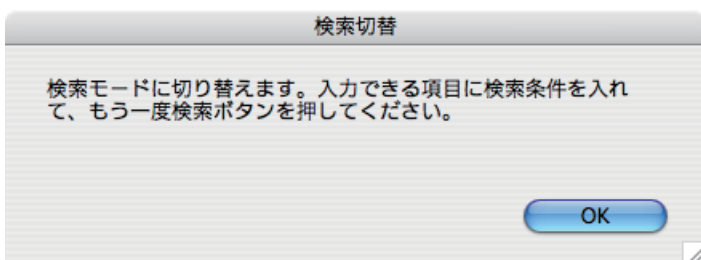 検索切替
検索モードに切り替えます。入力できる項目に検索条件を入れ
て、もう一度検索ボタンを押してください。
OK